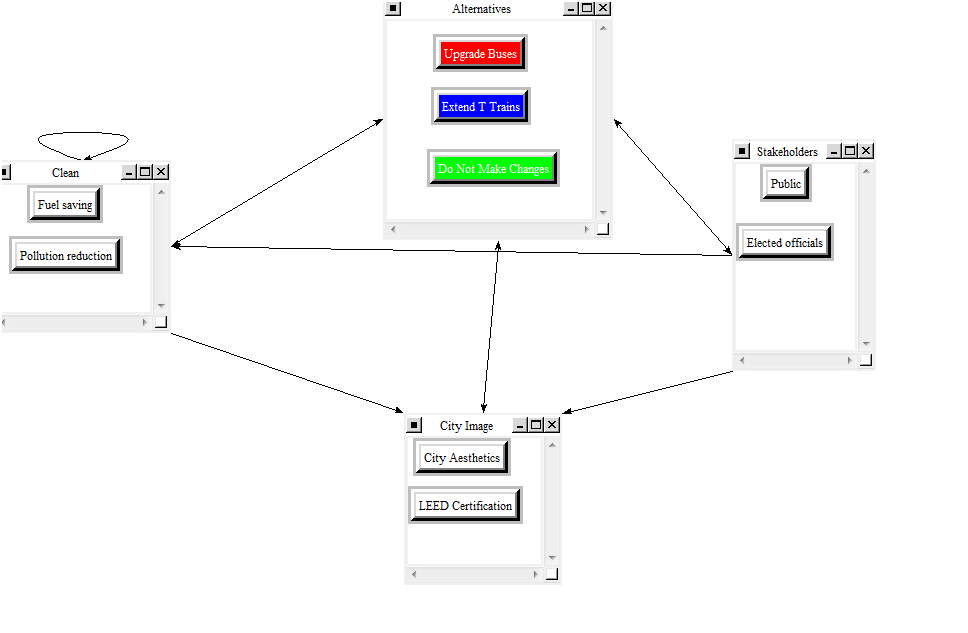 Alternatives
Upgrade Buses
Extend T Trains
Do Not Make Changes
Clean
Fuel saving
Pollution reduction
Stakeholders
Public
Elected officials
City Image
City Aesthetics
LEED Certification